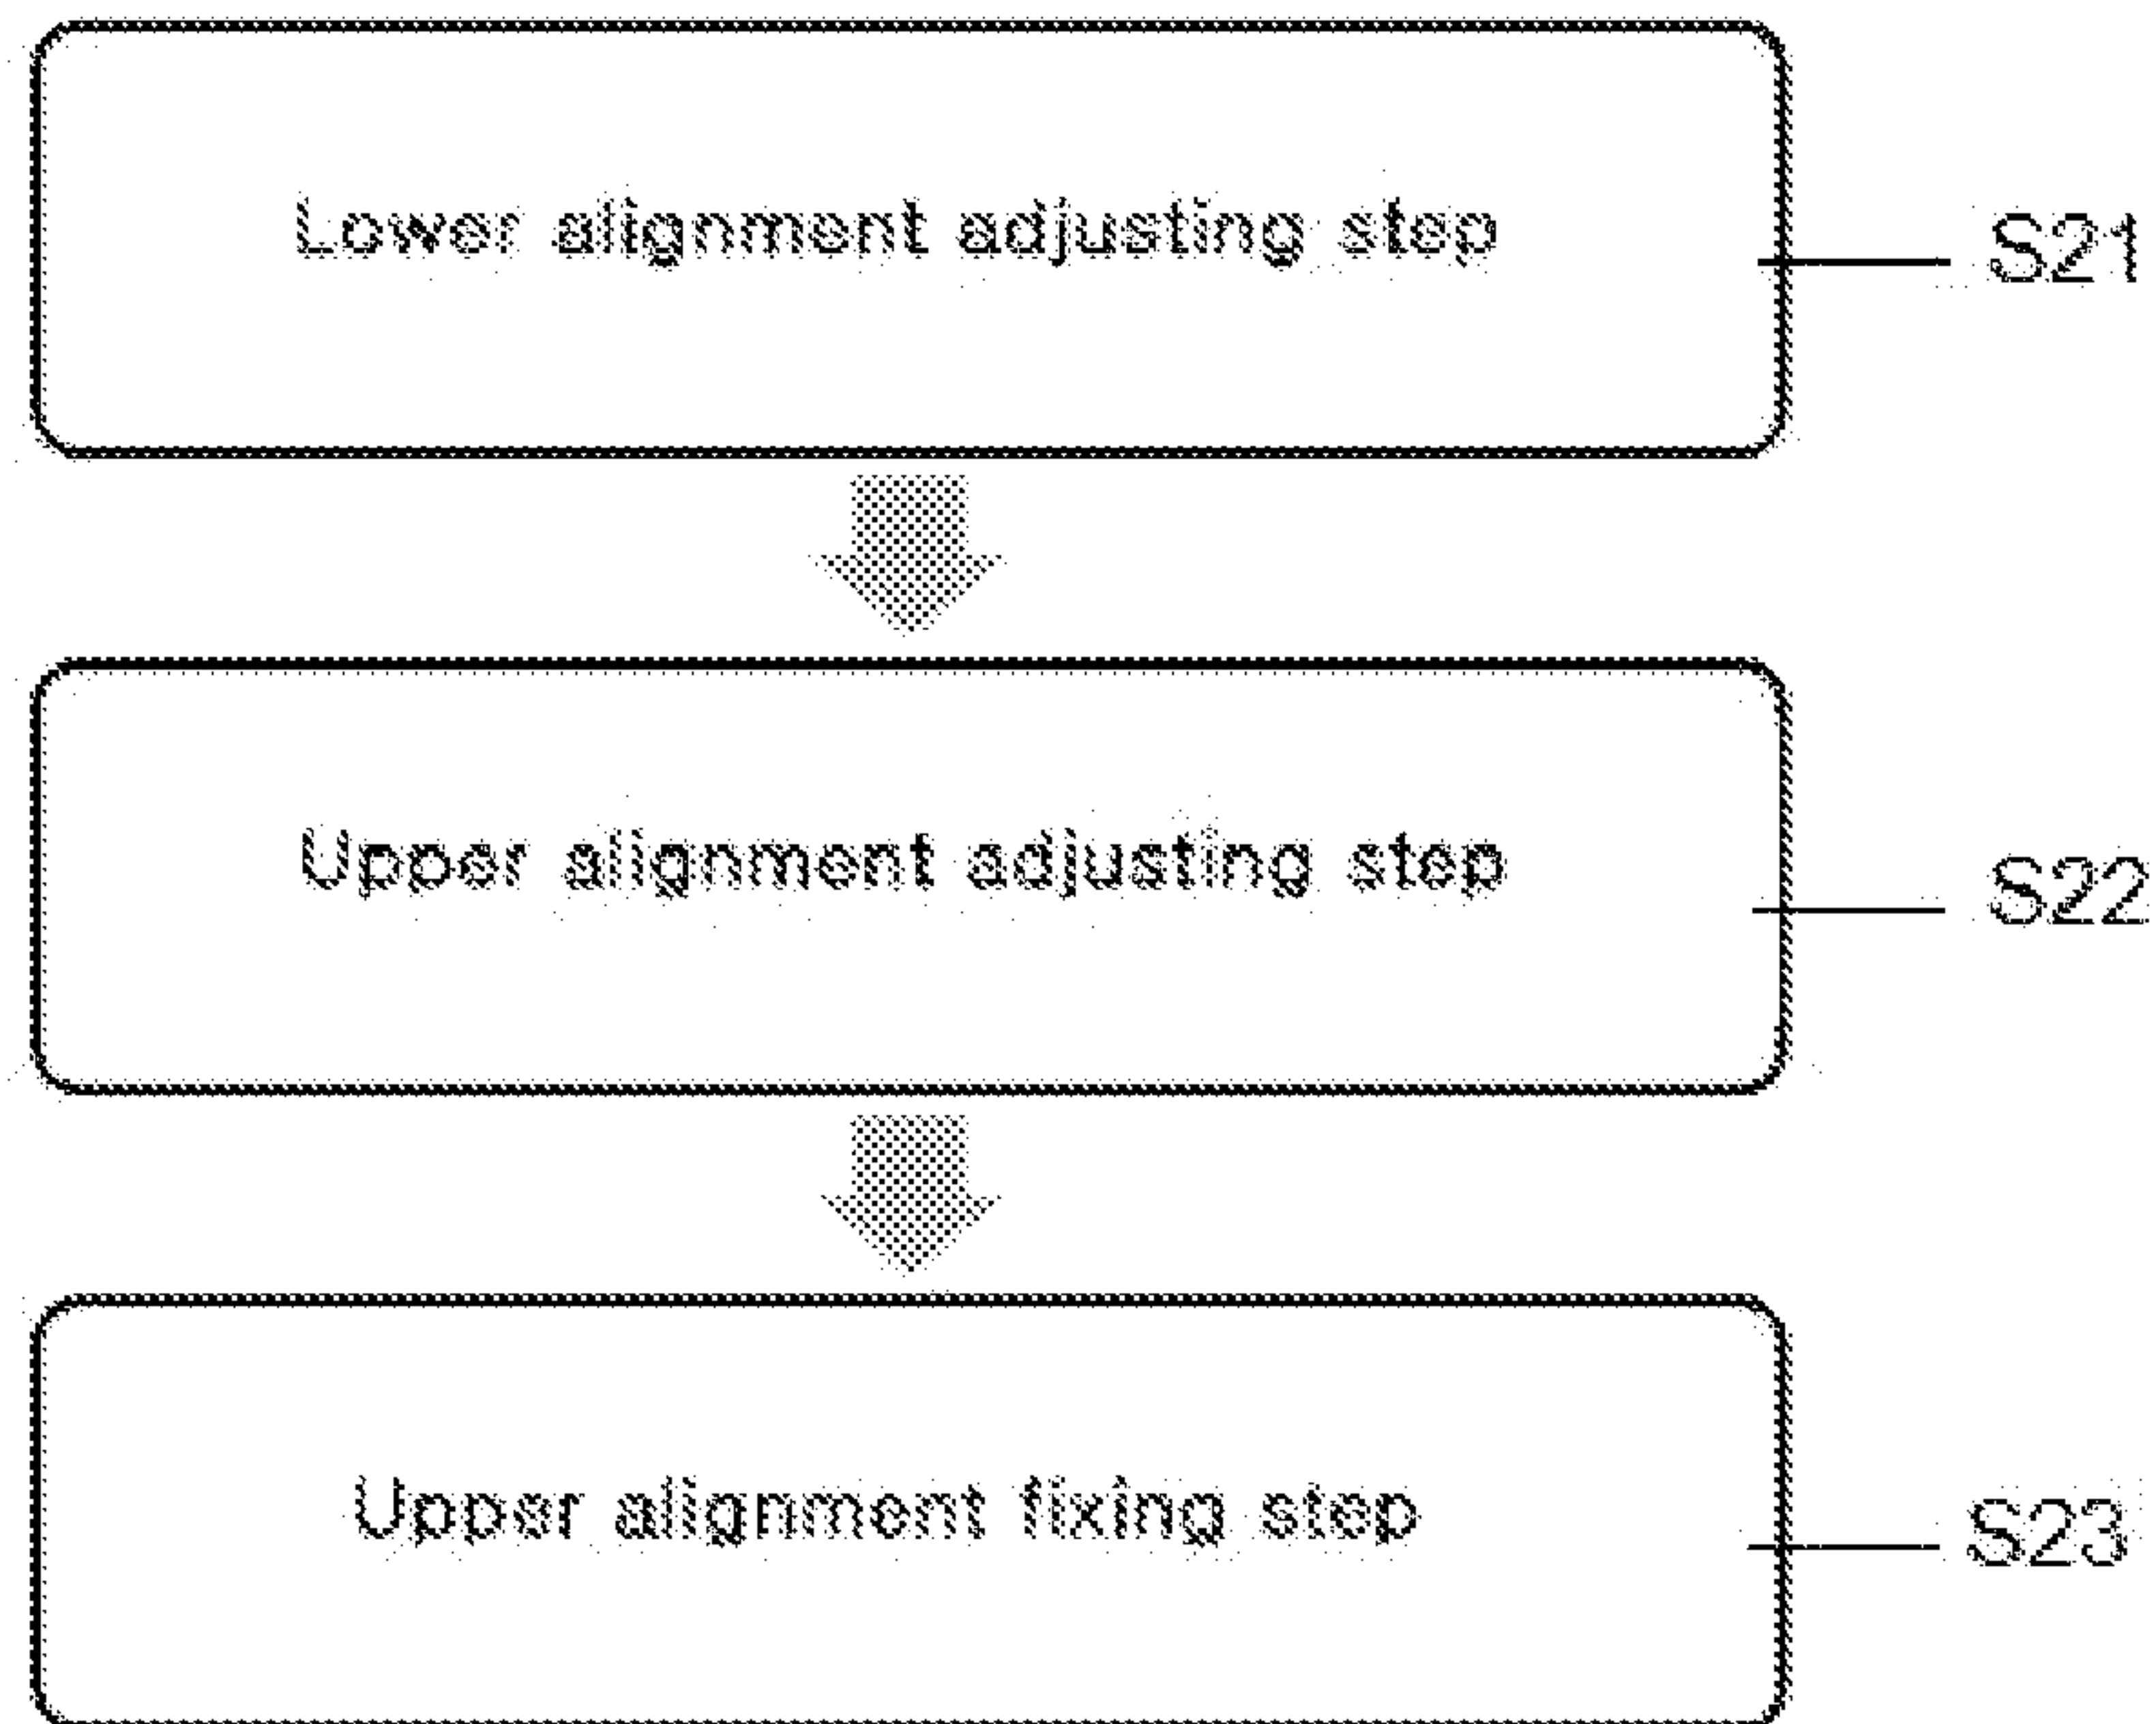 Lower alignment adjusting step
S21
Upper alignment adjusting step
S22
Upper alignment fixing step
S23